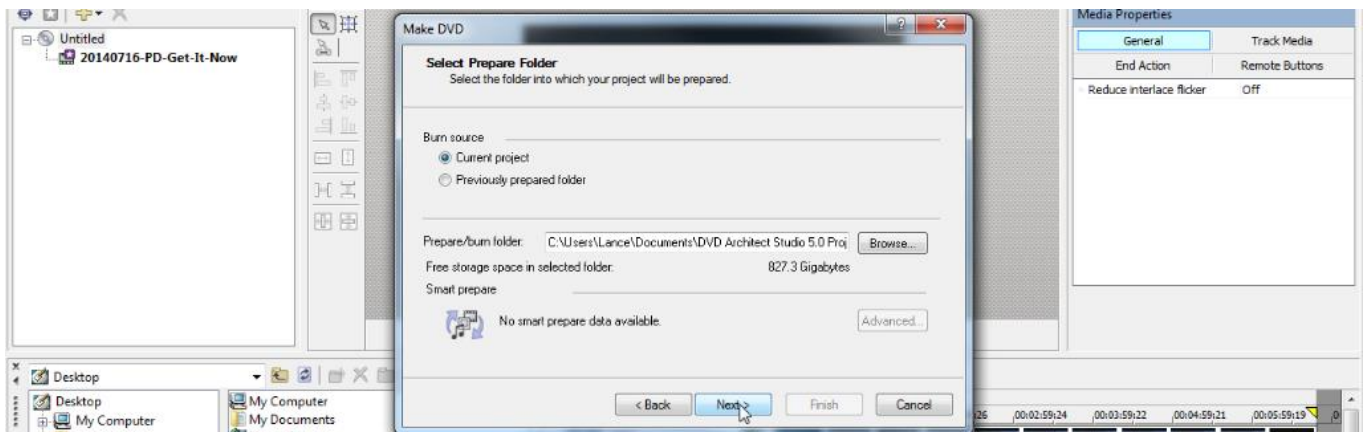 Untitled
20140716-PD-Get-It-Now
Make DVD
Select Prepare Folder
Select the folder into which your project will be prepared.
Burn source
Current project
Previously prepared folder
Prepare/burn folder: C:\Users\Lance\Documents\DVD Architect Studio 5.0 Proj Browse...
Free storage space in selected folder: 827.3 Gigabytes
Smart prepare
No smart prepare data available. Advanced...
< Back Next > Finish Cancel
Media Properties
General Track Media
End Action Remote Buttons
Reduce interlace flicker Off
Desktop
Desktop
My Computer
My Computer
My Documents
:26 ,00:02:59;24 ,00:03:59;22 ,00:04:59;21 ,00:05:59;19